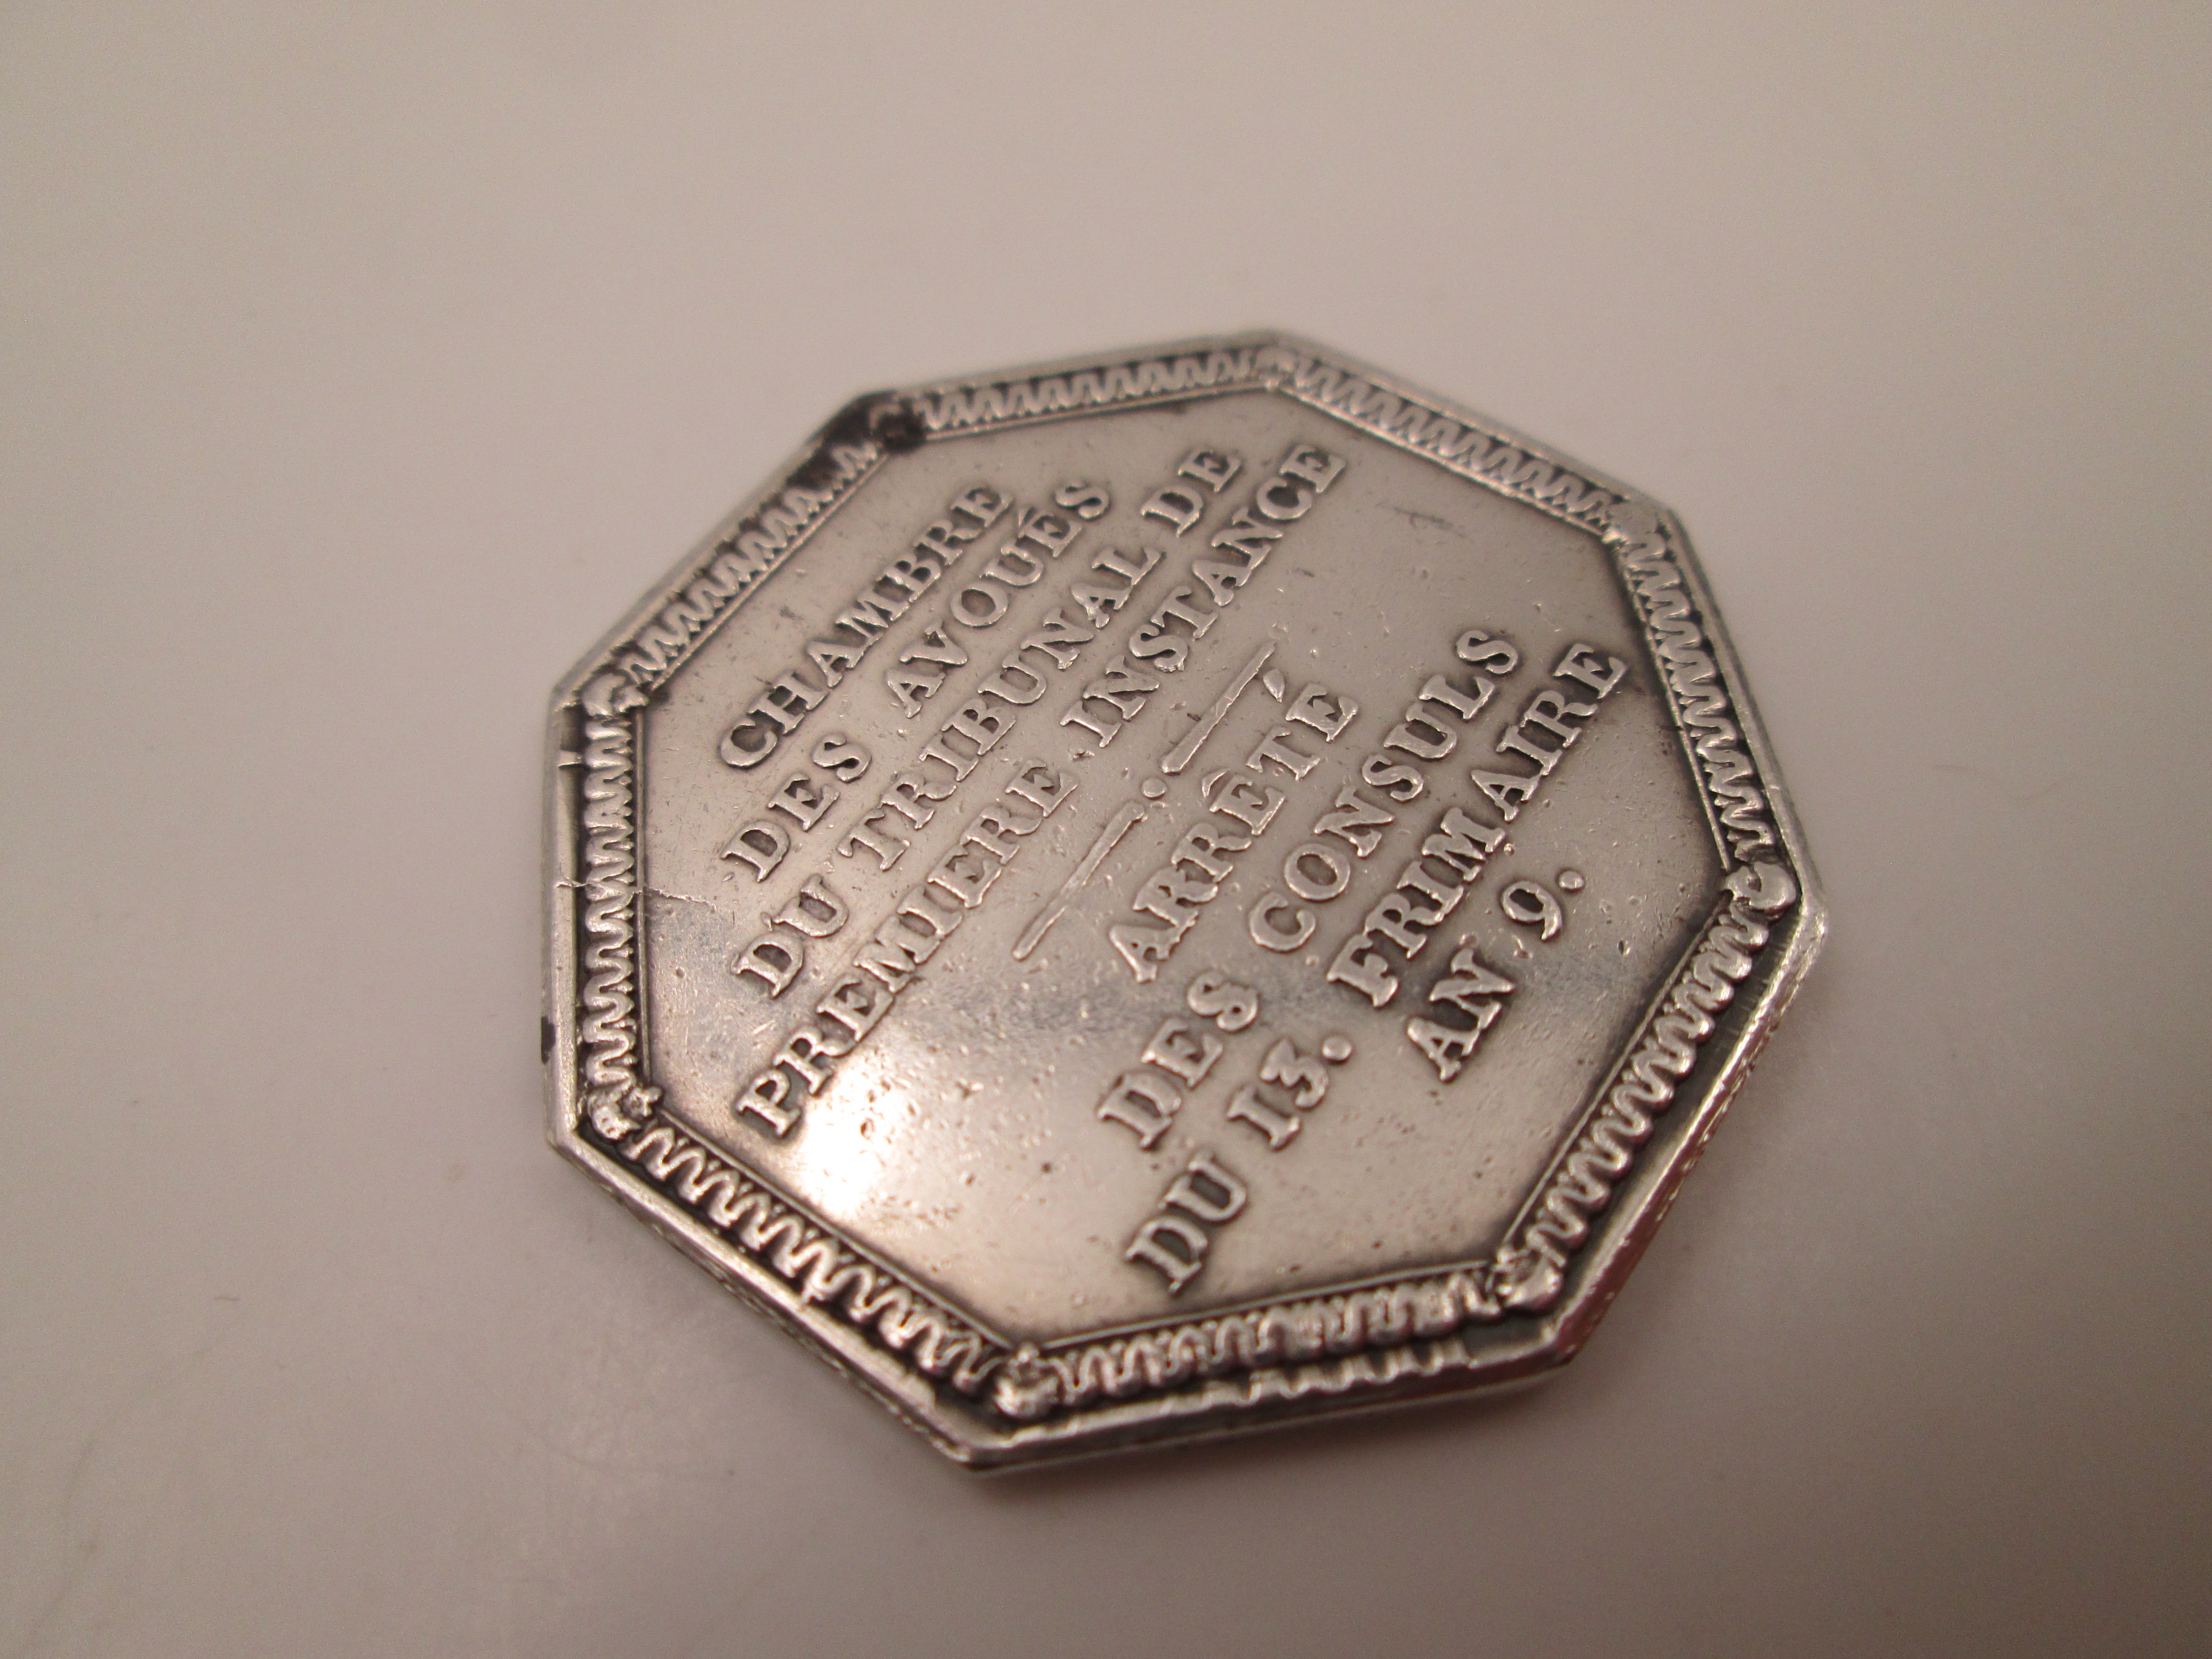 CHAMBRE
DES AVOUÉS
DU TRIBUNAL DE
PREMIERE INSTANCE
ARRÊTÉ
DES CONSULS
DU 13. FRIMAIRE
AN 9.